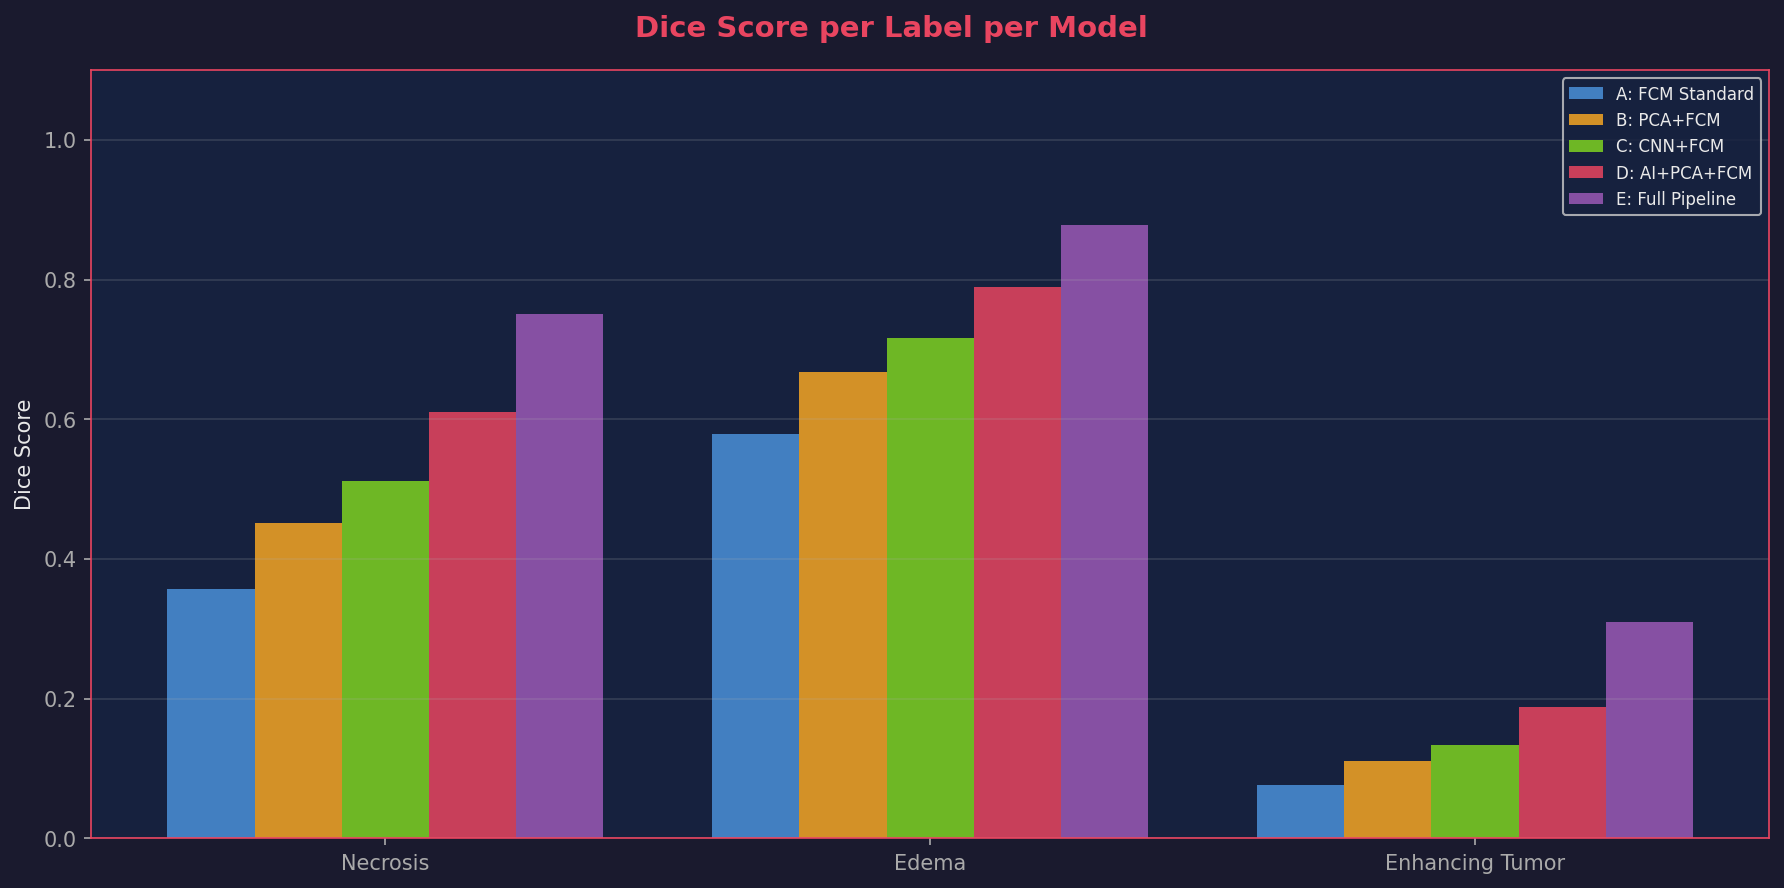 Dice Score per Label per Model
A: FCM Standard
B: PCA+FCM
C: CNN+FCM
D: AI+PCA+FCM
E: Full Pipeline
Dice Score
1.0
0.8
0.6
0.4
0.2
0.0
Necrosis
Edema
Enhancing Tumor